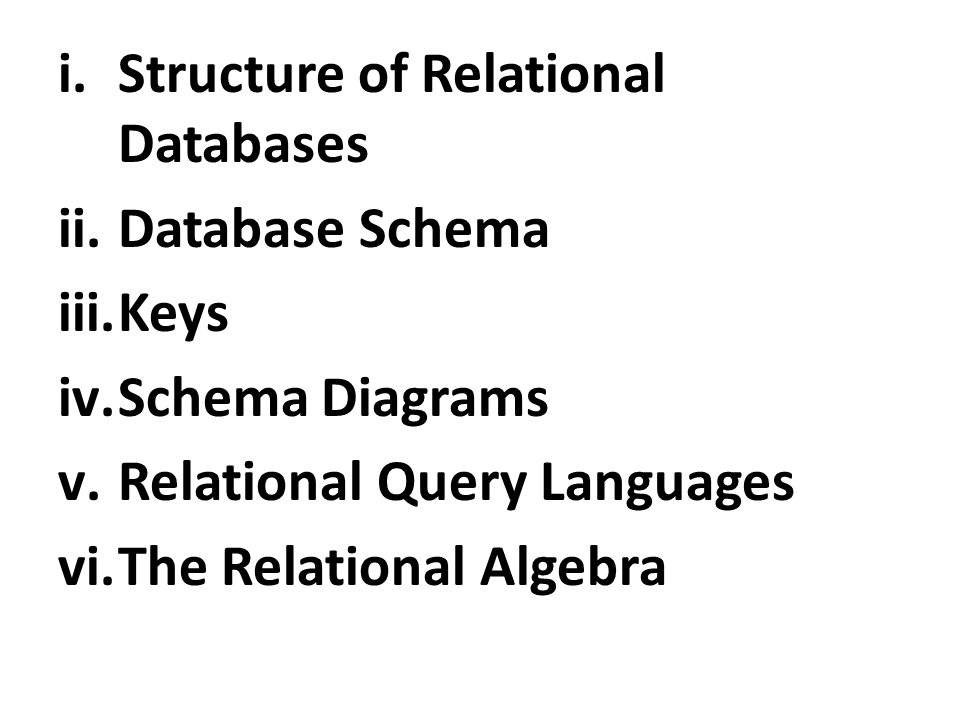 i. Structure of Relational
Databases
ii. Database Schema
iii. Keys
iv. Schema Diagrams
v. Relational Query Languages
vi. The Relational Algebra